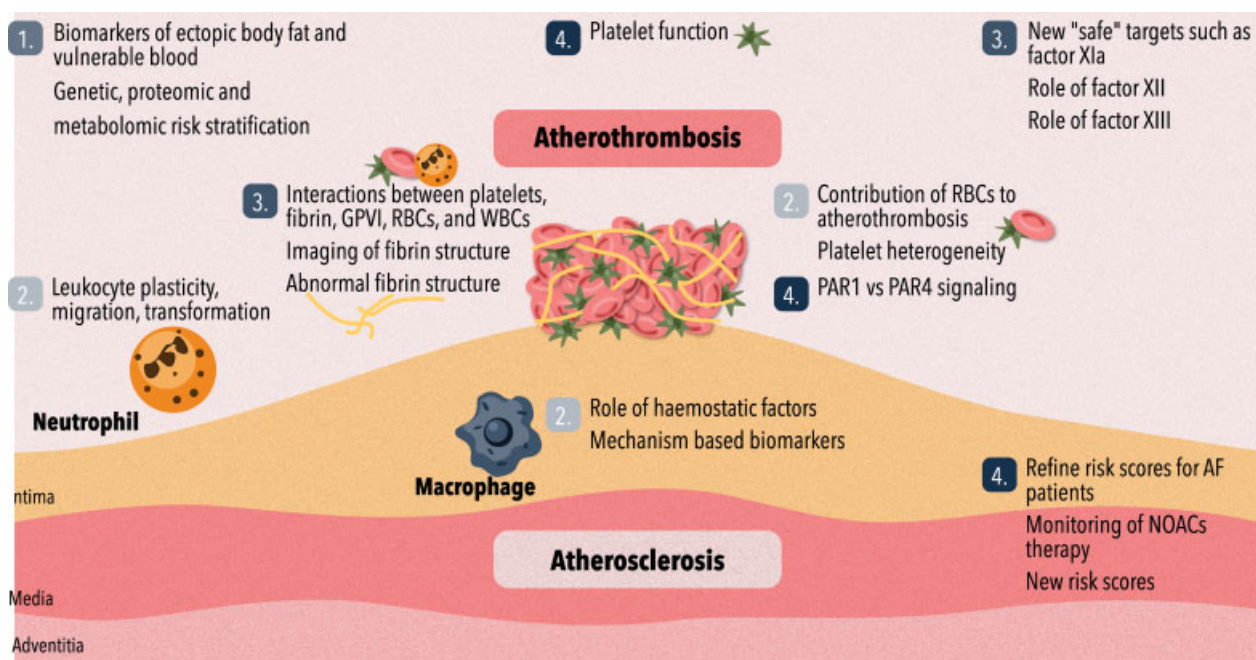 1.
Biomarkers of ectopic body fat and
vulnerable blood
Genetic, proteomic and
metabolomic risk stratification
4.
Platelet function
3.
New "safe" targets such as
factor XIa
Role of factor XII
Role of factor XIII
Atherothrombosis
3.
Interactions between platelets,
fibrin, GPVI, RBCs, and WBCs
Imaging of fibrin structure
Abnormal fibrin structure
2.
Contribution of RBCs to
atherothrombosis
Platelet heterogeneity
4.
PAR1 vs PAR4 signaling
2.
Leukocyte plasticity,
migration, transformation
Neutrophil
2.
Role of haemostatic factors
Mechanism based biomarkers
Macrophage
4.
Refine risk scores for AF
patients
Monitoring of NOACs
therapy
New risk scores
ntima
Atherosclerosis
Media
Adventitia